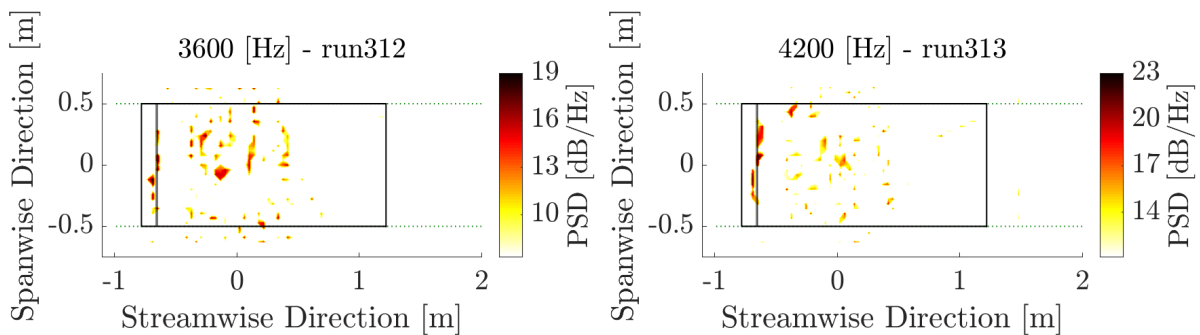 3600 [Hz] - run312
Spanwise Direction [m]
0.5
0
-0.5
-1
0
1
2
Streamwise Direction [m]
19
16
13
10
PSD [dB/Hz]
4200 [Hz] - run313
Spanwise Direction [m]
0.5
0
-0.5
-1
0
1
2
Streamwise Direction [m]
23
20
17
14
PSD [dB/Hz]